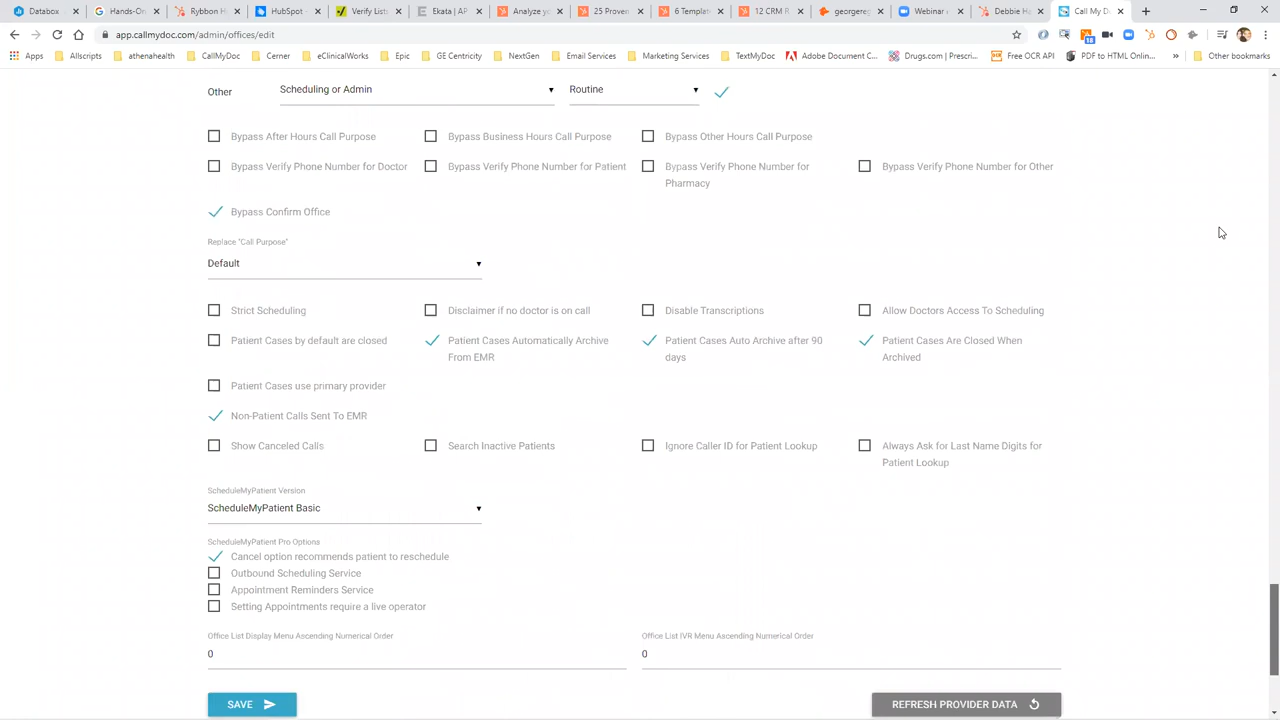 Databox
Hands-On
Rybbon H
HubSpot
Verify Lista
Ekata | AP
Analyze yo
25 Proven
6 Templat
12 CRM R
georgereg
Webinar
Debbie Ha
Call My D
app.callmydoc.com/admin/offices/edit
Apps Allscripts athenahealth CallMyDoc Cerner eClinicalWorks Epic GE Centricity NextGen Email Services Marketing Services TextMyDoc Adobe Document C... Drugs.com | Prescri... Free OCR API PDF to HTML Onlin... » Other bookmarks
Other Scheduling or Admin Routine
Bypass After Hours Call Purpose Bypass Business Hours Call Purpose Bypass Other Hours Call Purpose
Bypass Verify Phone Number for Doctor Bypass Verify Phone Number for Patient Bypass Verify Phone Number for Bypass Verify Phone Number for Other
Pharmacy
Bypass Confirm Office
Replace "Call Purpose"
Default
Strict Scheduling Disclaimer if no doctor is on call Disable Transcriptions Allow Doctors Access To Scheduling
Patient Cases by default are closed Patient Cases Automatically Archive Patient Cases Auto Archive after 90 Patient Cases Are Closed When
From EMR days Archived
Patient Cases use primary provider
Non-Patient Calls Sent To EMR
Show Canceled Calls Search Inactive Patients Ignore Caller ID for Patient Lookup Always Ask for Last Name Digits for
Patient Lookup
ScheduleMyPatient Version
ScheduleMyPatient Basic
ScheduleMyPatient Pro Options
Cancel option recommends patient to reschedule
Outbound Scheduling Service
Appointment Reminders Service
Setting Appointments require a live operator
Office List Display Menu Ascending Numerical Order Office List IVR Menu Ascending Numerical Order
0 0
SAVE REFRESH PROVIDER DATA